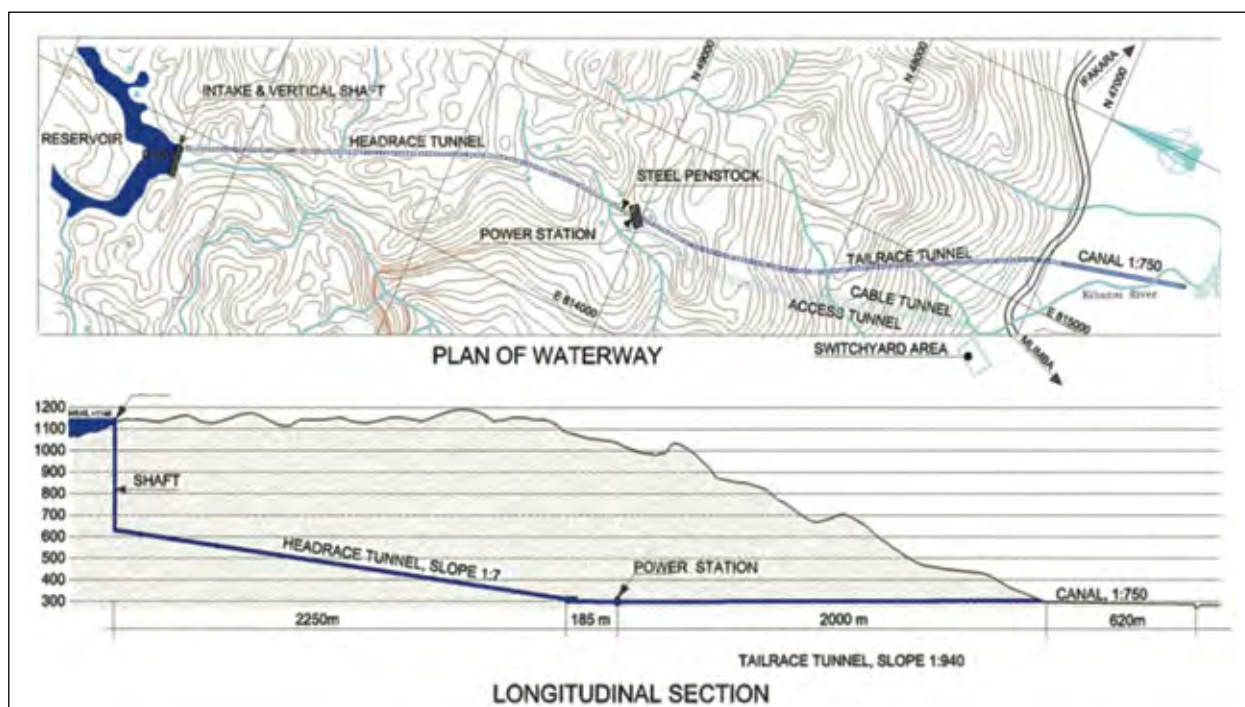 INTAKE & VERTICAL SHAFT
RESERVOIR
HEADRACE TUNNEL
STEEL PENSTOCK
POWER STATION
N 49000
N 48000
IFAKARA
N 47000
TAILRACE TUNNEL
CANAL 1:750
Kihansi River
CABLE TUNNEL
ACCESS TUNNEL
E 814000
E 815000
SWITCHYARD AREA
MLIMBA
PLAN OF WATERWAY
1200
1100
1000
900
800
700
600
500
400
300
SHAFT
HEADRACE TUNNEL, SLOPE 1:7
POWER STATION
CANAL, 1:750
2250m
185 m
2000 m
620m
TAILRACE TUNNEL, SLOPE 1:940
LONGITUDINAL SECTION